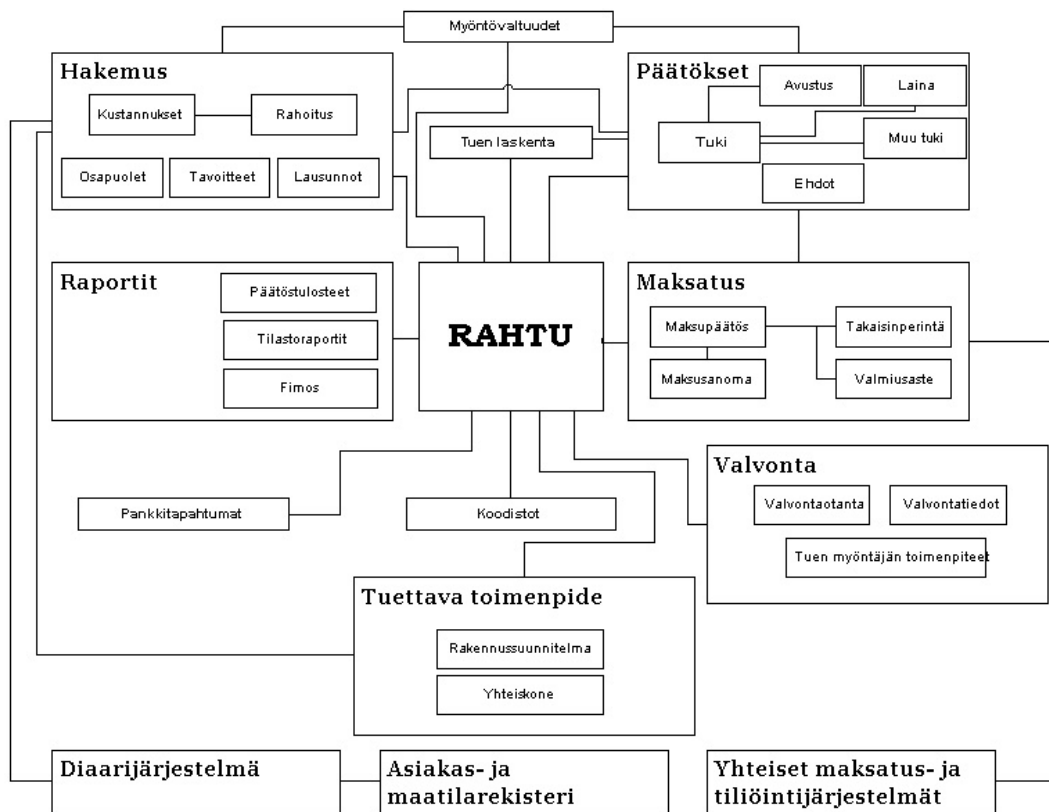 Myöntövaltuudet
Hakemus
Kustannukset
Rahoitus
Osapuolet
Tavoitteet
Lausunnot
Tuen laskenta
Päätökset
Avustus
Laina
Tuki
Muu tuki
Ehdot
Raportit
Päätöstulosteet
Tilastoraportit
Fimos
RAHTU
Maksatus
Maksupäätös
Takaisinperintä
Maksusanoma
Valmiusaste
Pankkitapahtumat
Koodistot
Valvonta
Valvontaotanta
Valvontatiedot
Tuen myöntäjän toimenpiteet
Tuettava toimenpide
Rakennussuunnitelma
Yhteiskone
Diaarijärjestelmä
Asiakas- ja
maatilarekisteri
Yhteiset maksatus- ja
tiliöintijärjestelmät